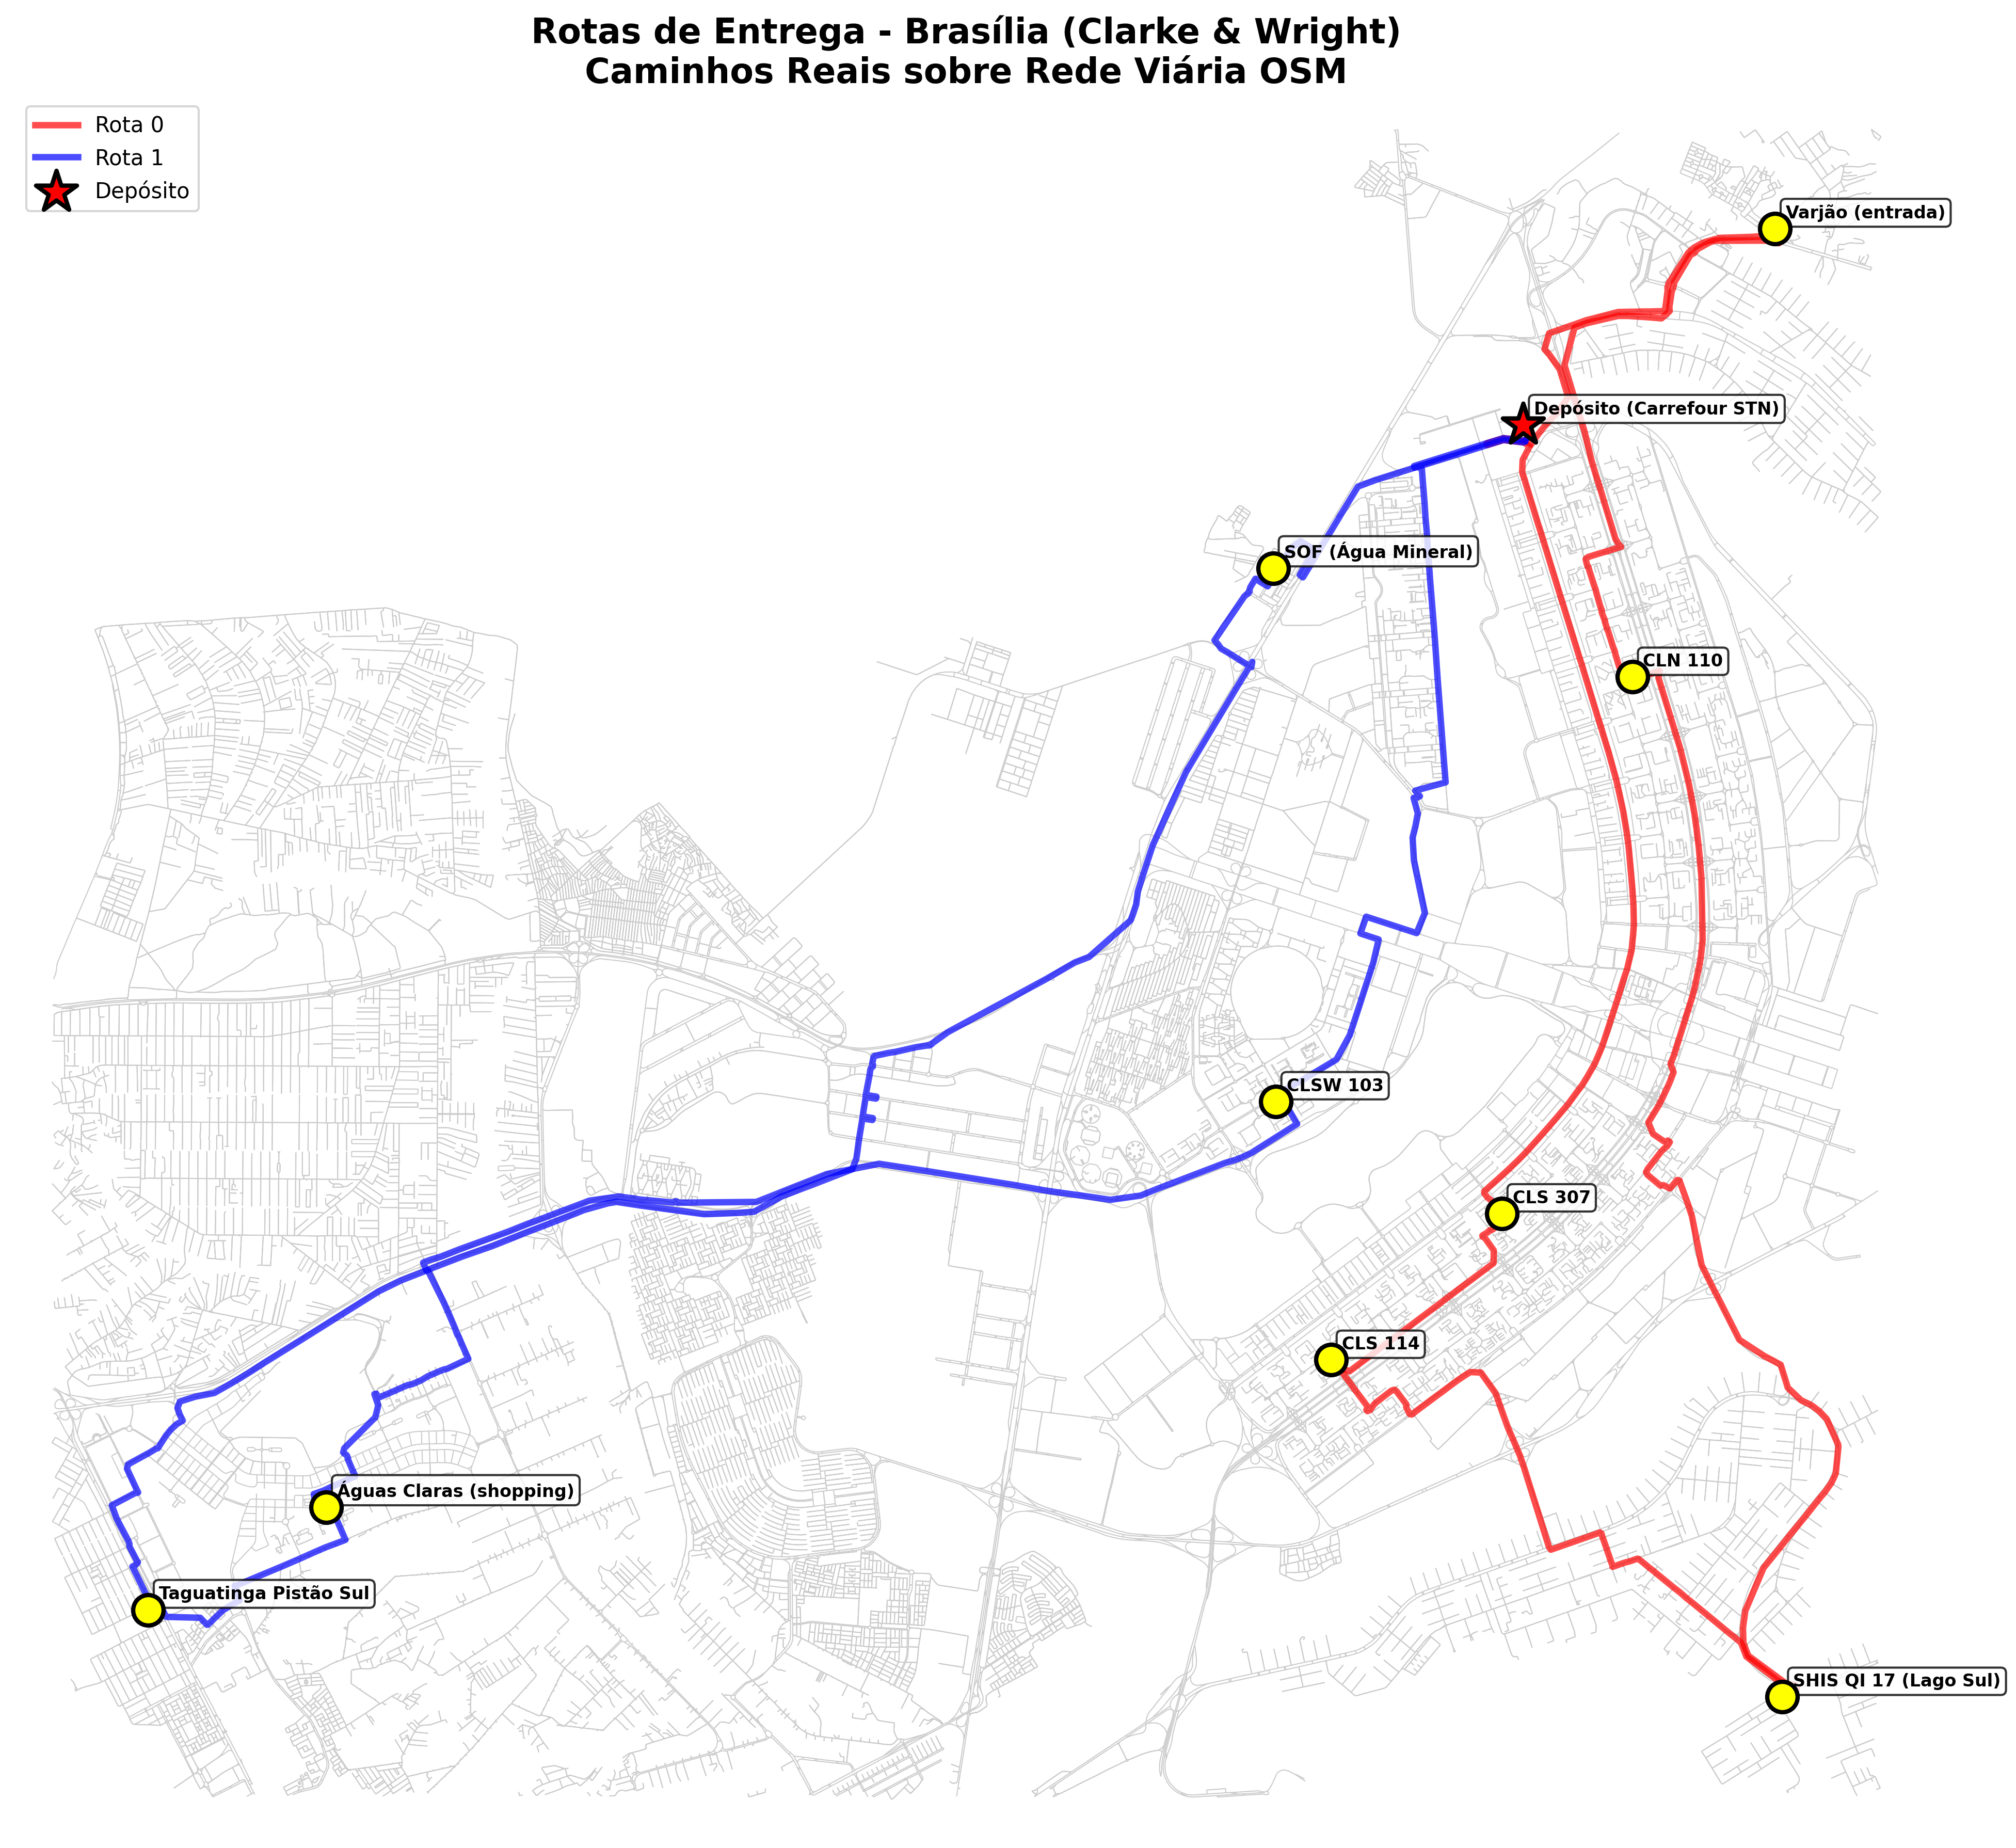 Rotas de Entrega - Brasília (Clarke & Wright)
Caminhos Reais sobre Rede Viária OSM
Rota 0
Rota 1
Depósito
Varjão (entrada)
Depósito (Carrefour STN)
SOF (Água Mineral)
CLN 110
CLSW 103
CLS 307
CLS 114
Águas Claras (shopping)
Taguatinga Pistão Sul
SHIS QI 17 (Lago Sul)